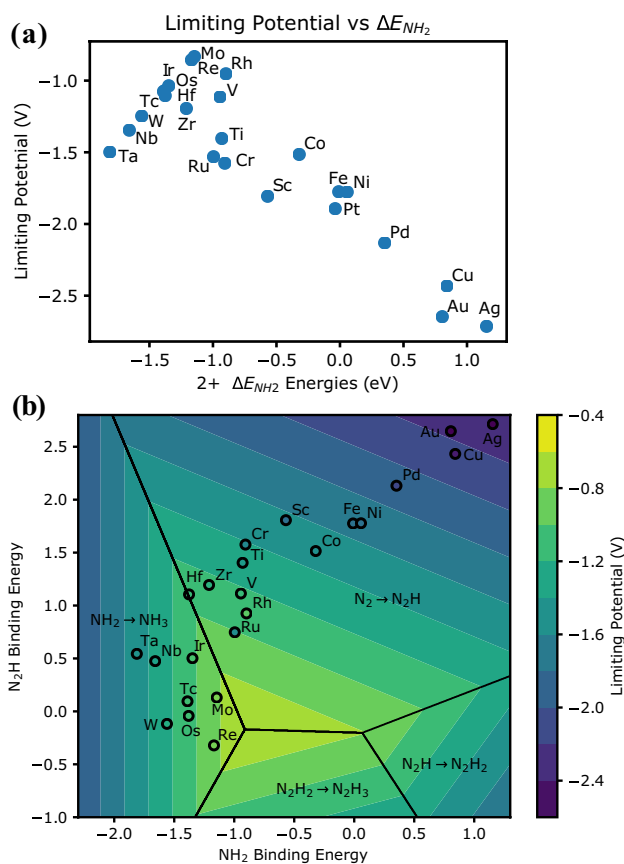 (a)
Limiting Potential vs ΔE_{NH₂}
Limiting Potetnial (V)
−1.0
−1.5
−2.0
−2.5
Mo
Re
Rh
Ir
Os
Tc
Hf
V
W
Zr
Nb
Ti
Ta
Ru
Cr
Co
Sc
Fe
Ni
Pt
Pd
Cu
Au
Ag
−1.5
−1.0
−0.5
0.0
0.5
1.0
2+ ΔE_{NH₂} Energies (eV)
(b)
N₂H Binding Energy
2.5
2.0
1.5
1.0
0.5
0.0
−0.5
−1.0
Au
Ag
Cu
Pd
Sc
Fe
Ni
Cr
Co
Ti
Hf
Zr
V
N₂→N₂H
Rh
NH₂→NH₃
Ru
Ta
Nb
Ir
Tc
Mo
W
Os
Re
N₂H→N₂H₂
N₂H₂→N₂H₃
−2.0
−1.5
−1.0
−0.5
0.0
0.5
1.0
NH₂ Binding Energy
−0.4
−0.8
−1.2
−1.6
−2.0
−2.4
Limiting Potential (V)